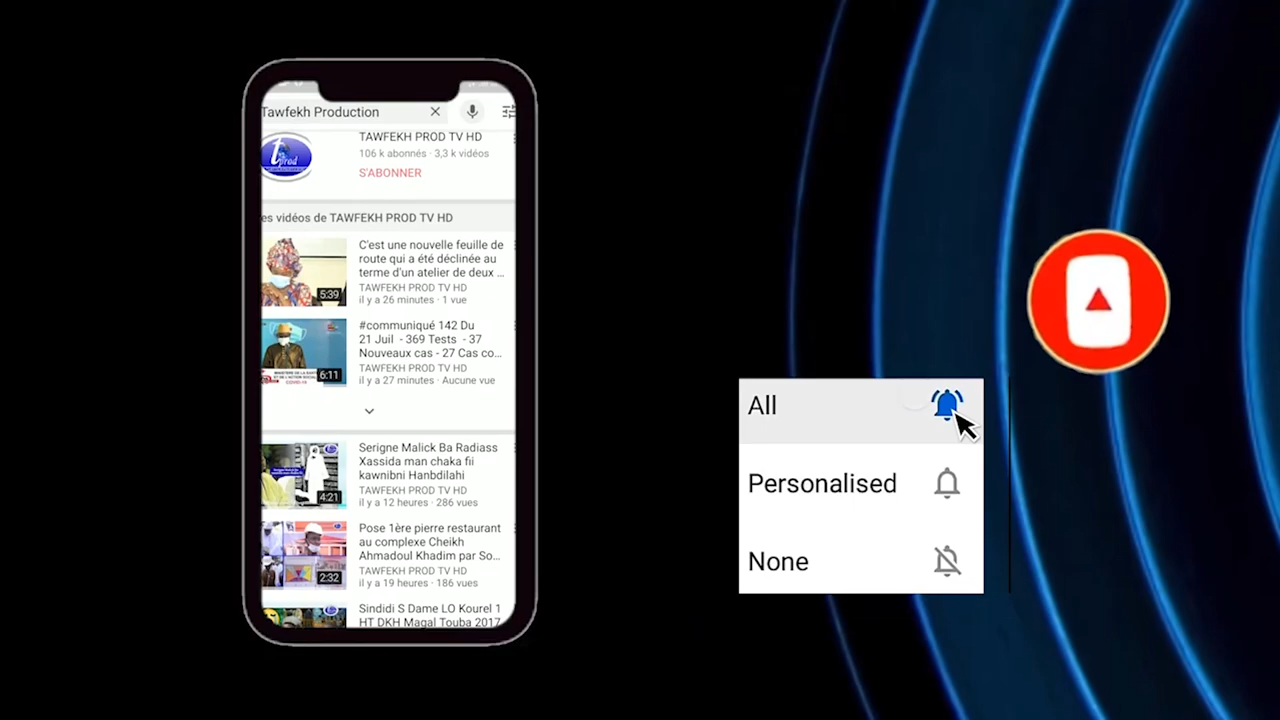 Tawfekh Production
TAWFEKH PROD TV HD
106 k abonnés · 3,3 k vidéos
S'ABONNER
t prod
es vidéos de TAWFEKH PROD TV HD
C'est une nouvelle feuille de
route qui a été déclinée au
terme d'un atelier de deux ...
TAWFEKH PROD TV HD
il y a 26 minutes · 1 vue
5:39
#communiqué 142 Du
21 Juil - 369 Tests - 37
Nouveaux cas - 27 Cas co...
TAWFEKH PROD TV HD
il y a 27 minutes · Aucune vue
6:11
Serigne Malick Ba Radiass
Xassida man chaka fii
kawnibni Hanbdilahi
TAWFEKH PROD TV HD
il y a 12 heures · 286 vues
4:21
Pose 1ère pierre restaurant
au complexe Cheikh
Ahmadoul Khadim par So...
TAWFEKH PROD TV HD
il y a 19 heures · 186 vues
2:32
Sindidi S Dame LO Kourel 1
HT DKH Magal Touba 2017
All
Personalised
None